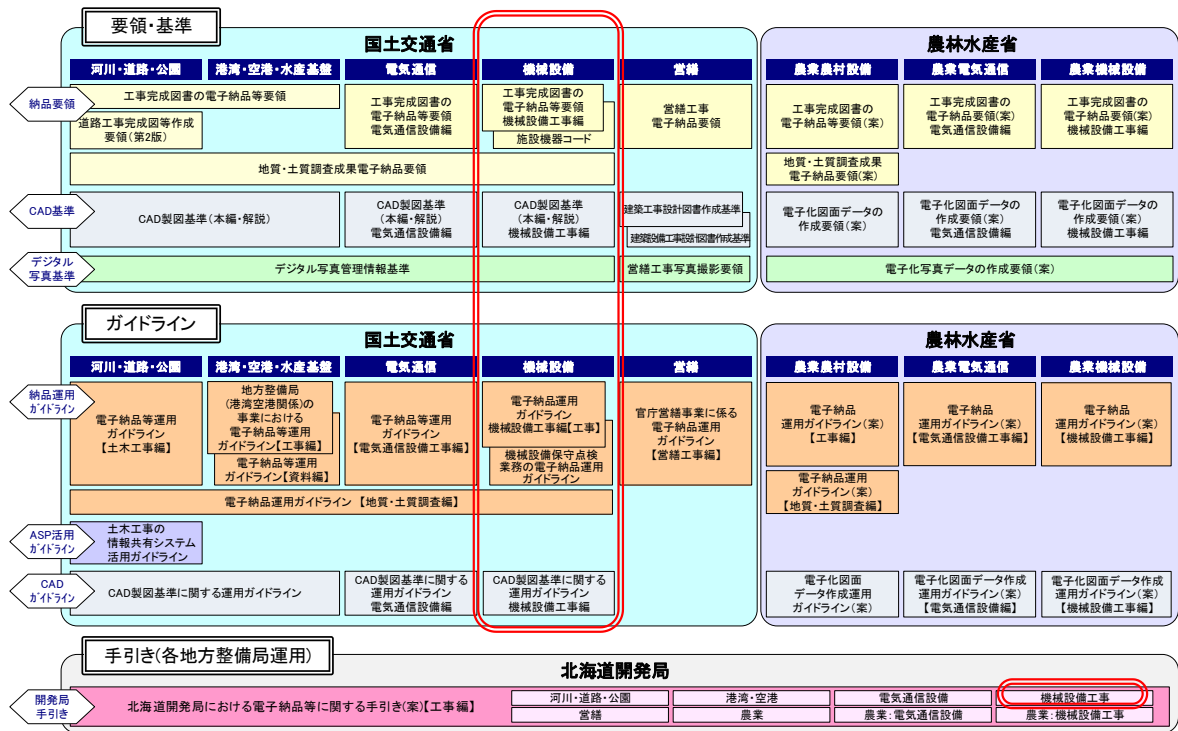 要領・基準
国土交通省
農林水産省
河川・道路・公園
港湾・空港・水産基盤
電気通信
機械設備
営繕
農業農村設備
農業電気通信
農業機械設備
納品要領
工事完成図書の電子納品等要領
道路工事完成図等作成
要領(第2版)
工事完成図書の
電子納品等要領
電気通信設備編
工事完成図書の
電子納品等要領
機械設備工事編
施設機器コード
営繕工事
電子納品要領
工事完成図書の
電子納品等要領(案)
工事完成図書の
電子納品要領(案)
電気通信設備編
工事完成図書の
電子納品要領(案)
機械設備工事編
地質・土質調査成果電子納品要領
地質・土質調査成果
電子納品要領(案)
CAD基準
CAD製図基準(本編・解説)
CAD製図基準
(本編・解説)
電気通信設備編
CAD製図基準
(本編・解説)
機械設備工事編
建築工事設計図書作成基準
建築設備工事設計図書作成基準
電子化図面データの
作成要領(案)
電子化図面データの
作成要領(案)
電気通信設備編
電子化図面データの
作成要領(案)
機械設備工事編
デジタル
写真基準
デジタル写真管理情報基準
営繕工事写真撮影要領
電子化写真データの作成要領(案)
ガイドライン
国土交通省
農林水産省
河川・道路・公園
港湾・空港・水産基盤
電気通信
機械設備
営繕
農業農村設備
農業電気通信
農業機械設備
納品運用
ガイドライン
電子納品等運用
ガイドライン
【土木工事編】
地方整備局
(港湾空港関係)の
事業における
電子納品等運用
ガイドライン【工事編】
電子納品等運用
ガイドライン【資料編】
電子納品等運用
ガイドライン
【電気通信設備工事編】
電子納品運用
ガイドライン
機械設備工事編【工事】
機械設備保守点検
業務の電子納品運用
ガイドライン
官庁営繕事業に係る
電子納品運用
ガイドライン
【営繕工事編】
電子納品
運用ガイドライン(案)
【工事編】
電子納品
運用ガイドライン(案)
【電気通信設備工事編】
電子納品
運用ガイドライン(案)
【機械設備工事編】
電子納品運用ガイドライン 【地質・土質調査編】
電子納品運用
ガイドライン(案)
【地質・土質調査編】
ASP活用
ガイドライン
土木工事の
情報共有システム
活用ガイドライン
CAD
ガイドライン
CAD製図基準に関する運用ガイドライン
CAD製図基準に関する
運用ガイドライン
電気通信設備編
CAD製図基準に関する
運用ガイドライン
機械設備工事編
電子化図面
データ作成運用
ガイドライン(案)
電子化図面データ作成
運用ガイドライン(案)
【電気通信設備編】
電子化図面データ作成
運用ガイドライン(案)
【機械設備工事編】
手引き(各地方整備局運用)
北海道開発局
開発局
手引き
北海道開発局における電子納品等に関する手引き(案)【工事編】
河川・道路・公園
港湾・空港
電気通信設備
機械設備工事
営繕
農業
農業:電気通信設備
農業:機械設備工事